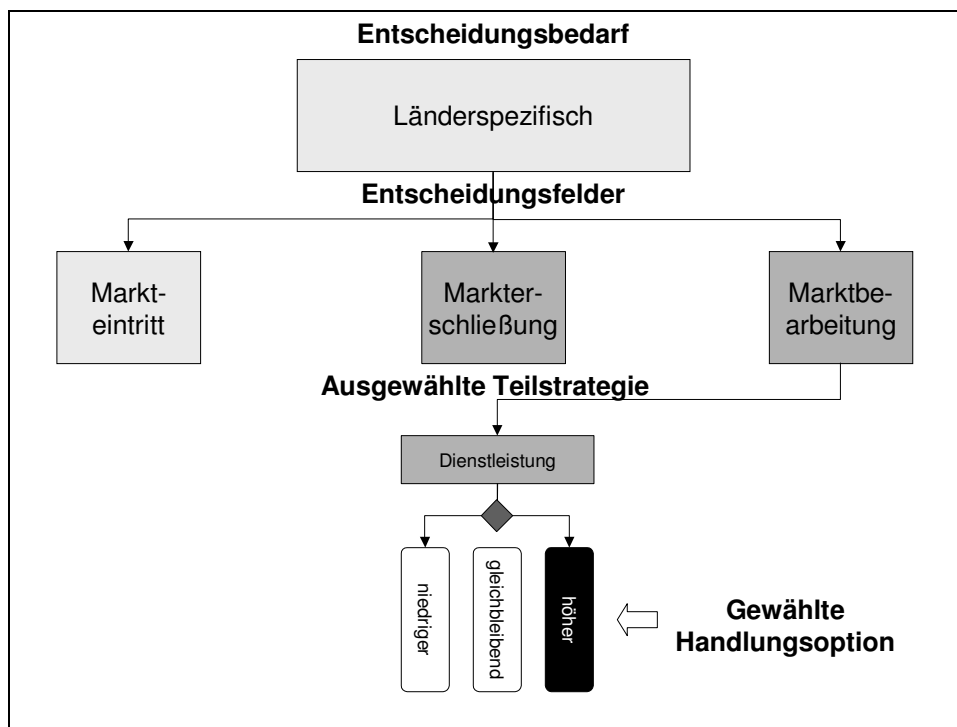 Entscheidungsbedarf
Länderspezifisch
Entscheidungsfelder
Markt-
eintritt
Markter-
schließung
Marktbe-
arbeitung
Ausgewählte Teilstrategie
Dienstleistung
niedriger
gleichbleibend
höher
Gewählte
Handlungsoption